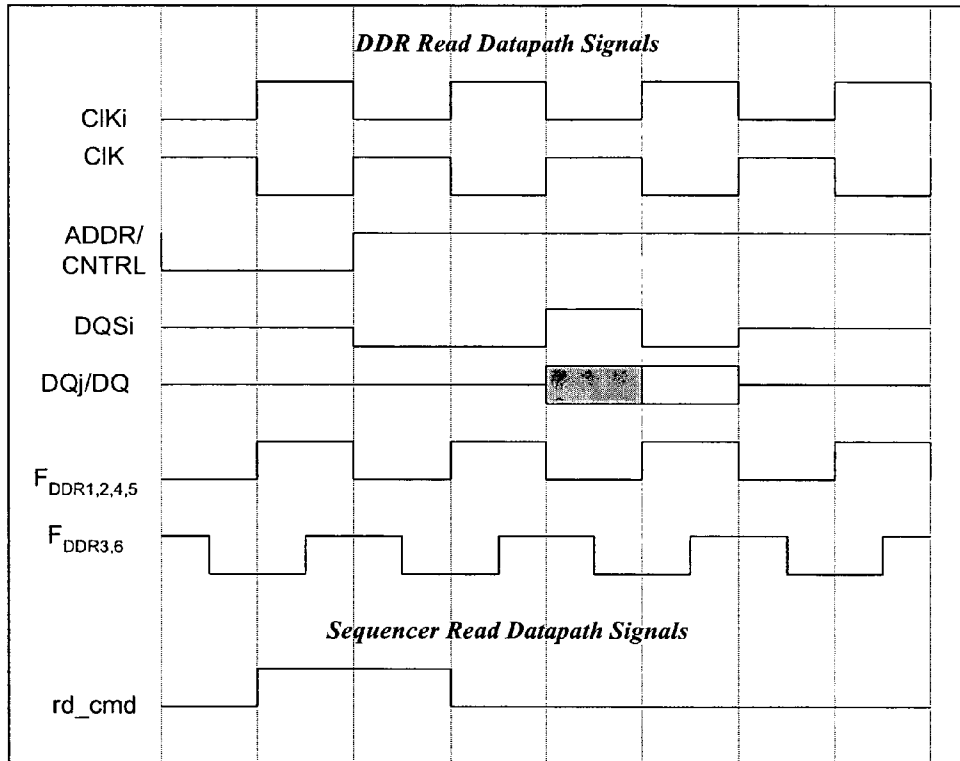 DDR Read Datapath Signals
ClKi
ClK
ADDR/
CNTRL
DQSi
DQj/DQ
FDDR1,2,4,5
FDDR3,6
Sequencer Read Datapath Signals
rd_cmd